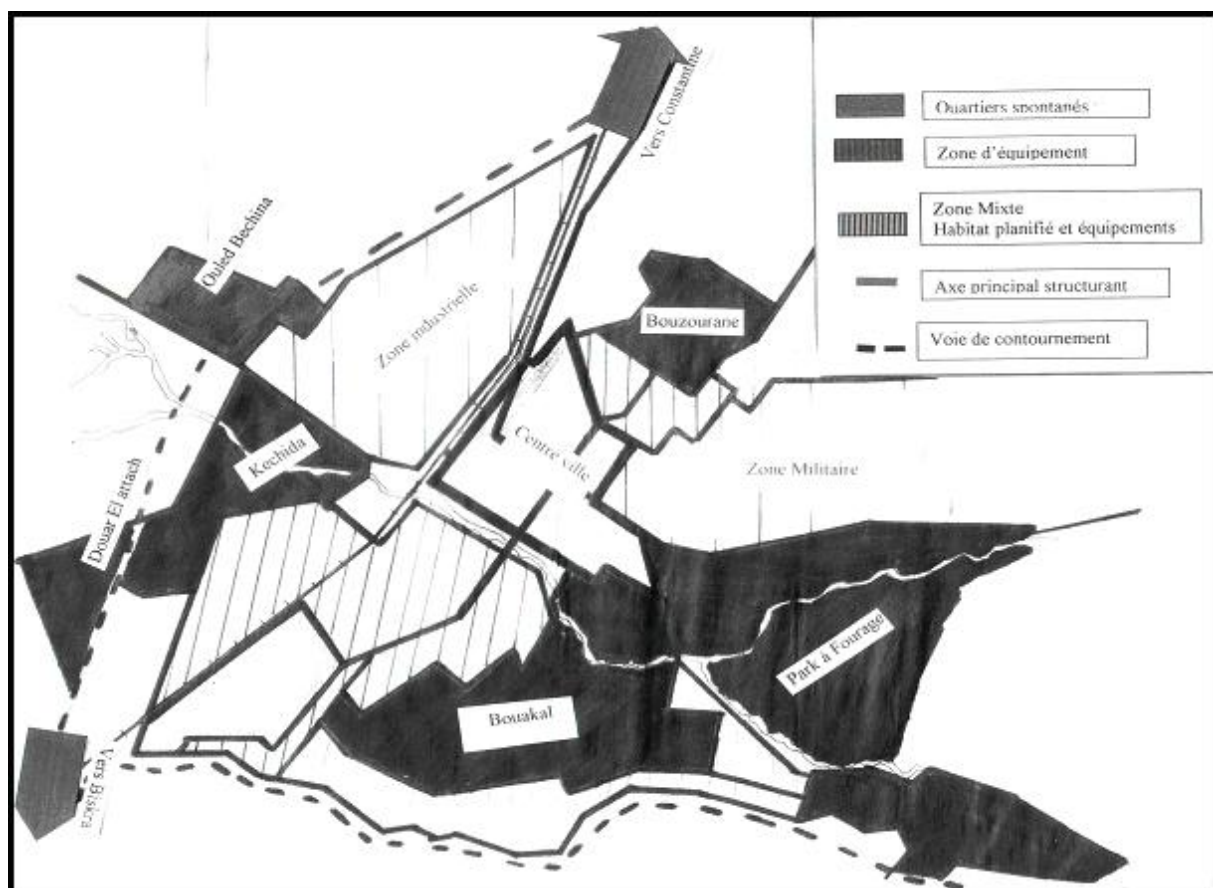 Quartiers spontanés
Zone d'équipement
Zone Mixte
Habitat planifié et équipements
Axe principal structurant
Voie de contournement
Vers Constantine
Ouled Bechina
Zone industrielle
Bouzourane
Centre ville
Zone Militaire
Kechida
Douar El attach
Park à Fourage
Bouakal
Vers Biskra